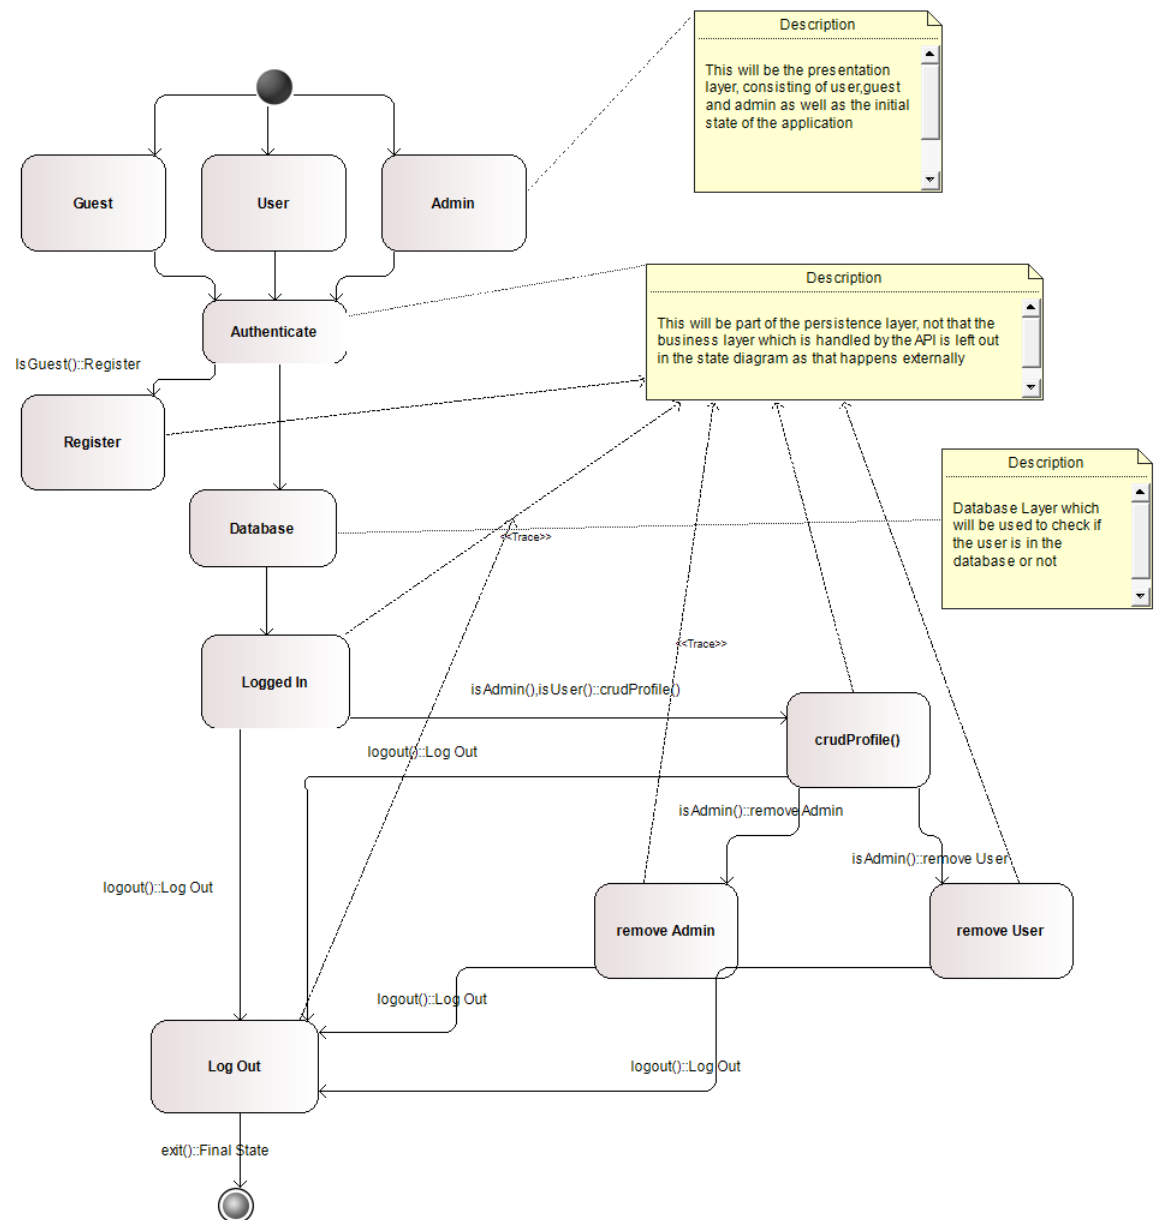 Description
This will be the presentation
layer, consisting of user,guest
and admin as well as the initial
state of the application
Guest
User
Admin
Description
This will be part of the persistence layer, not that the
business layer which is handled by the API is left out
in the state diagram as that happens externally
Authenticate
IsGuest()::Register
Register
Description
Database Layer which
will be used to check if
the user is in the
database or not
Database
<<Trace>>
<<Trace>>
Logged In
isAdmin(),isUser()::crudProfile()
crudProfile()
logout()::Log Out
isAdmin()::remove Admin
isAdmin()::remove User
logout()::Log Out
remove Admin
remove User
logout()::Log Out
Log Out
logout()::Log Out
exit()::Final State